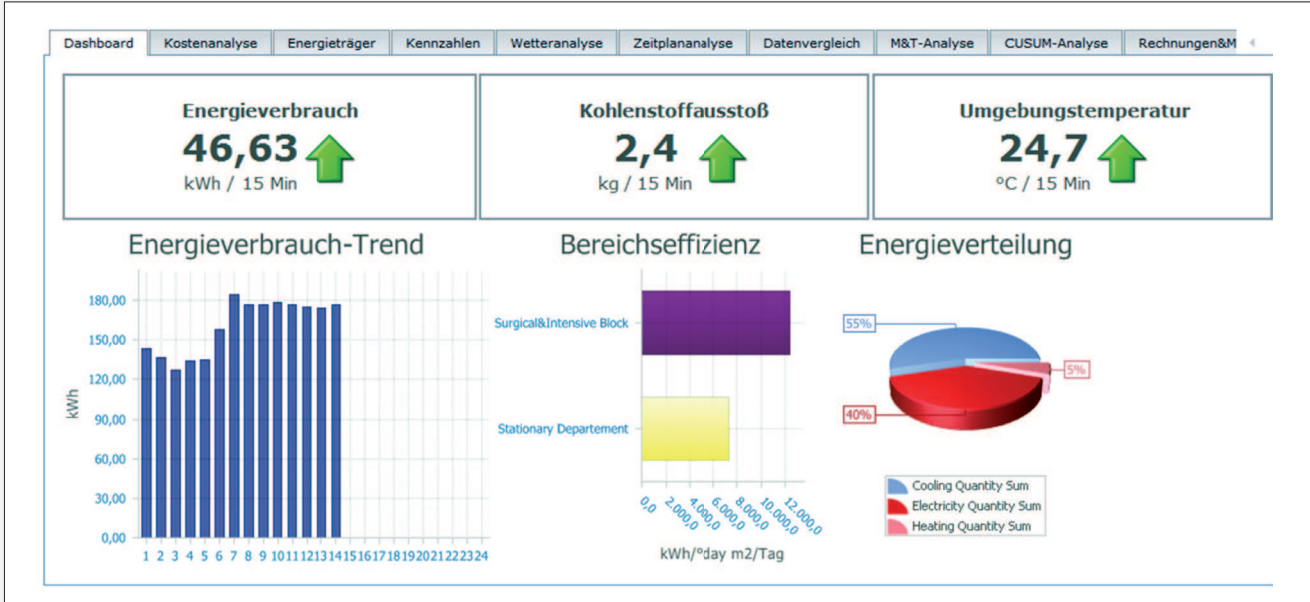 Dashboard Kostenanalyse Energieträger Kennzahlen Wetteranalyse Zeitplananalyse Datenvergleich M&T-Analyse CUSUM-Analyse Rechnungen&M
Energieverbrauch
46,63
kWh / 15 Min
Kohlenstoffausstoß
2,4
kg / 15 Min
Umgebungstemperatur
24,7
°C / 15 Min
Energieverbrauch-Trend
180,00
150,00
120,00
90,00
60,00
30,00
0,00
kWh
1 2 3 4 5 6 7 8 9 10 11 12 13 14 15 16 17 18 19 20 21 22 23 24
Bereichseffizienz
Surgical&Intensive Block
Stationary Departement
0,0 2.000,0 4.000,0 6.000,0 8.000,0 10.000,0 12.000,0
kWh/°day m2/Tag
Energieverteilung
55%
5%
40%
Cooling Quantity Sum
Electricity Quantity Sum
Heating Quantity Sum